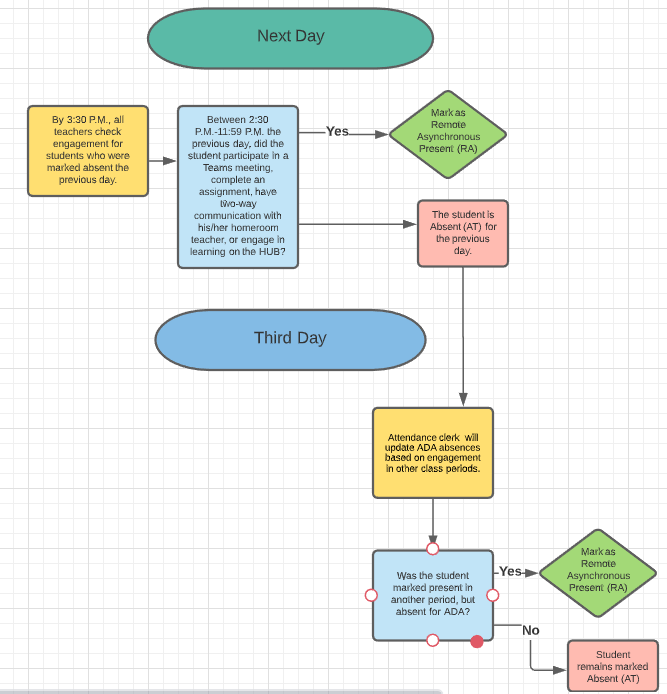 Next Day
By 3:30 P.M., all
teachers check
engagement for
students who were
marked absent the
previous day.
Between 2:30
P.M.-11:59 P.M. the
previous day, did the
student participate in a
Teams meeting,
complete an
assignment, have
two-way
communication with
his/her homeroom
teacher, or engage in
learning on the HUB?
Yes
Mark as
Remote
Asynchronous
Present (RA)
The student is
Absent (AT) for
the previous
day.
Third Day
Attendance clerk will
update ADA absences
based on engagement
in other class periods.
Was the student
marked present in
another period, but
absent for ADA?
Yes
Mark as
Remote
Asynchronous
Present (RA)
No
Student
remains marked
Absent (AT)